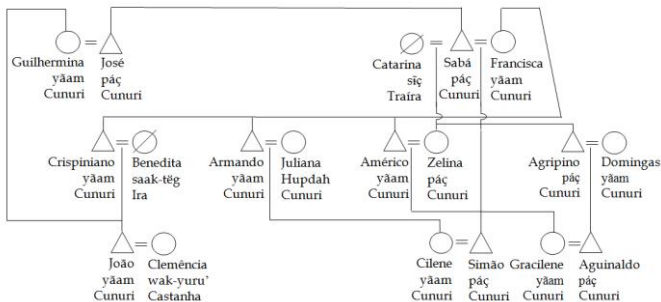 Guilhermina
yãam
Cunuri
José
páç
Cunuri
Catarina
sĩç
Traíra
Sabá
páç
Cunuri
Francisca
yãam
Cunuri
Crispiniano
yãam
Cunuri
Benedita
saak-tëg
Ira
Armando
yãam
Cunuri
Juliana
Hupdah
Cunuri
Américo
yãam
Cunuri
Zelina
páç
Cunuri
Agripino
páç
Cunuri
Domingas
yãam
Cunuri
João
yãam
Cunuri
Clemência
wak-yuru'
Castanha
Cilene
yãam
Cunuri
Simão
páç
Cunuri
Gracilene
yãam
Cunuri
Aguinaldo
páç
Cunuri